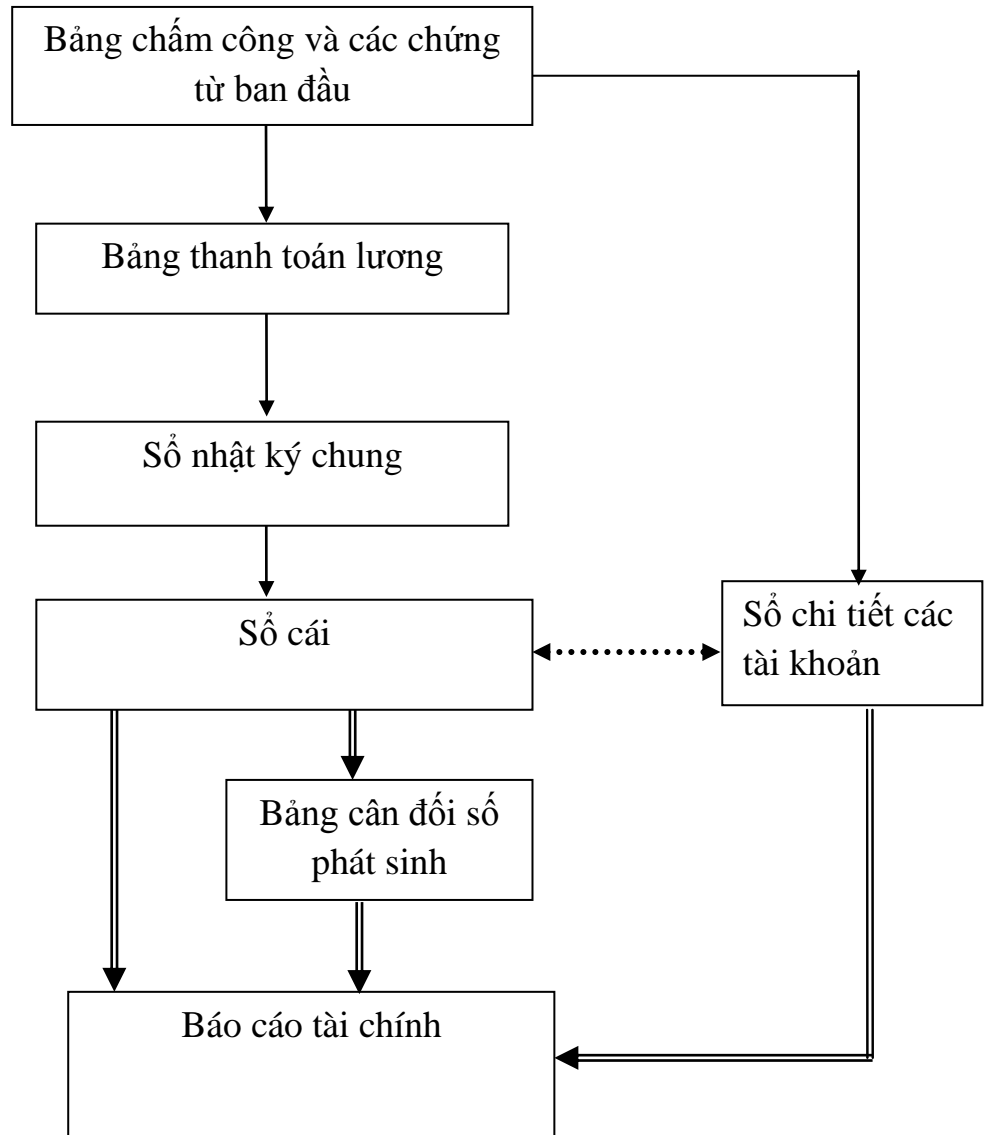 Bảng chấm công và các chứng
từ ban đầu
Bảng thanh toán lương
Sổ nhật ký chung
Sổ cái
Sổ chi tiết các
tài khoản
Bảng cân đối số
phát sinh
Báo cáo tài chính